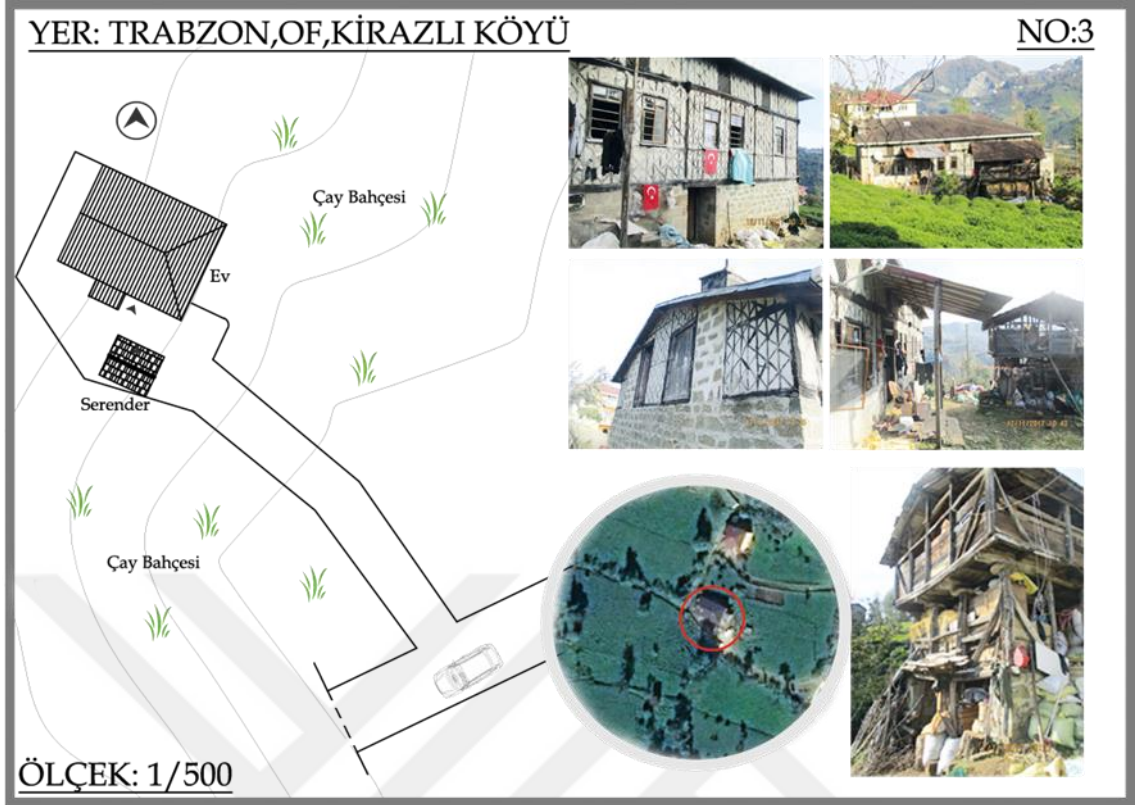 YER: TRABZON,OF,KİRAZLI KÖYÜ
NO:3
Çay Bahçesi
Ev
Serender
Çay Bahçesi
ÖLÇEK: 1/500